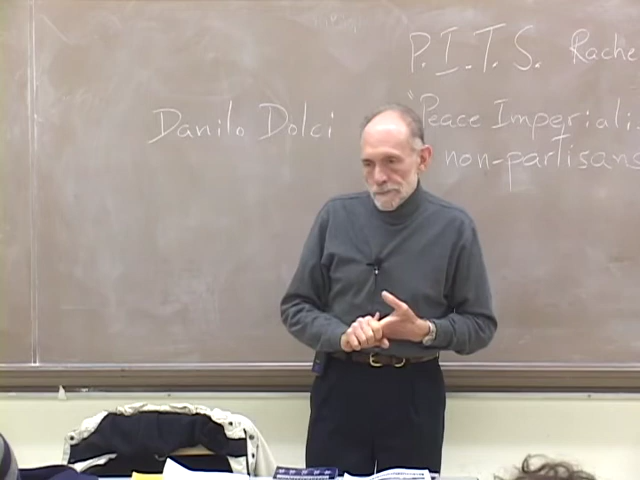 P.I.T.S. Rache
Danilo Dolci
"Peace Imperiali
non-partisans